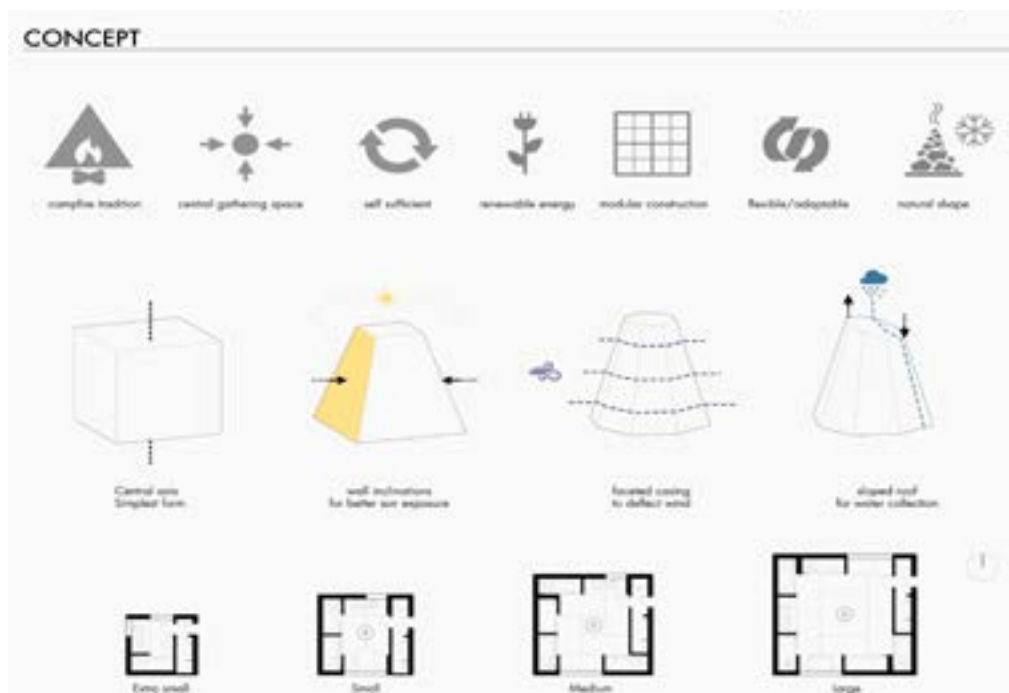 CONCEPT
campfire tradition
central gathering space
self sufficient
renewable energy
modular construction
flexible/adaptable
natural shape
Central axis
Simplest form
wall inclinations
for better sun exposure
faceted casing
to deflect wind
sloped roof
for water collection
Extra small
Small
Medium
Large